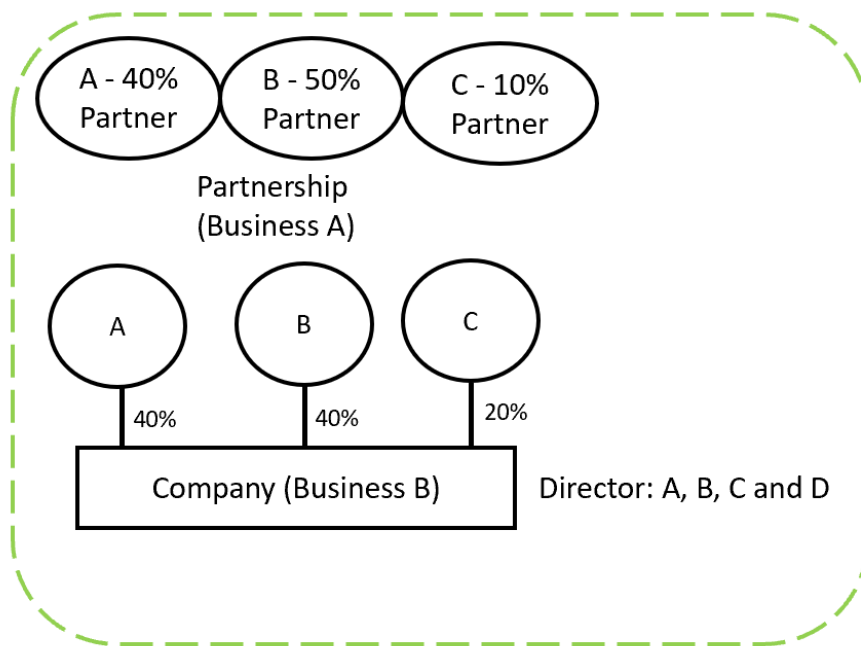 A - 40%
Partner
B - 50%
Partner
C - 10%
Partner
Partnership
(Business A)
A
B
C
40%
40%
20%
Company (Business B)
Director: A, B, C and D